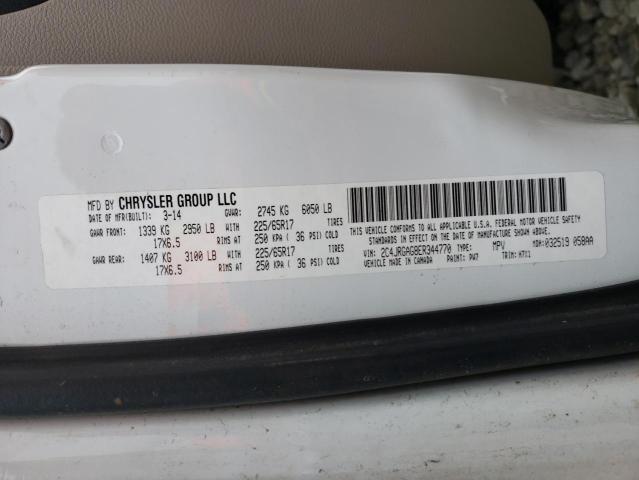 MFD BY CHRYSLER GROUP LLC
DATE OF MFR(BUILT): 3-14 GVWR: 2745 KG 6050 LB
GAWR FRONT: 1339 KG 2950 LB WITH 225/65R17 TIRES
17X6.5 RIMS AT 250 KPA ( 36 PSI) COLD
GAWR REAR: 1407 KG 3100 LB WITH 225/65R17 TIRES
17X6.5 RIMS AT 250 KPA ( 36 PSI) COLD
THIS VEHICLE CONFORMS TO ALL APPLICABLE U.S.A. FEDERAL MOTOR VEHICLE SAFETY
STANDARDS IN EFFECT ON THE DATE OF MANUFACTURE SHOWN ABOVE.
VIN: 2C4JRGAG8ER344770 TYPE: MPV MDH: 032519 058AA
VEHICLE MADE IN CANADA PAINT: PW7 TRIM: H7X1